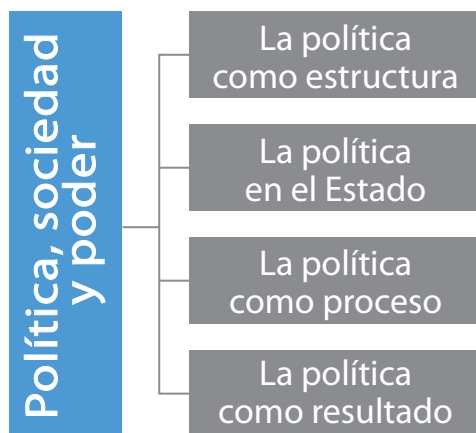 Política, sociedad
y poder
La política
como estructura
La política
en el Estado
La política
como proceso
La política
como resultado